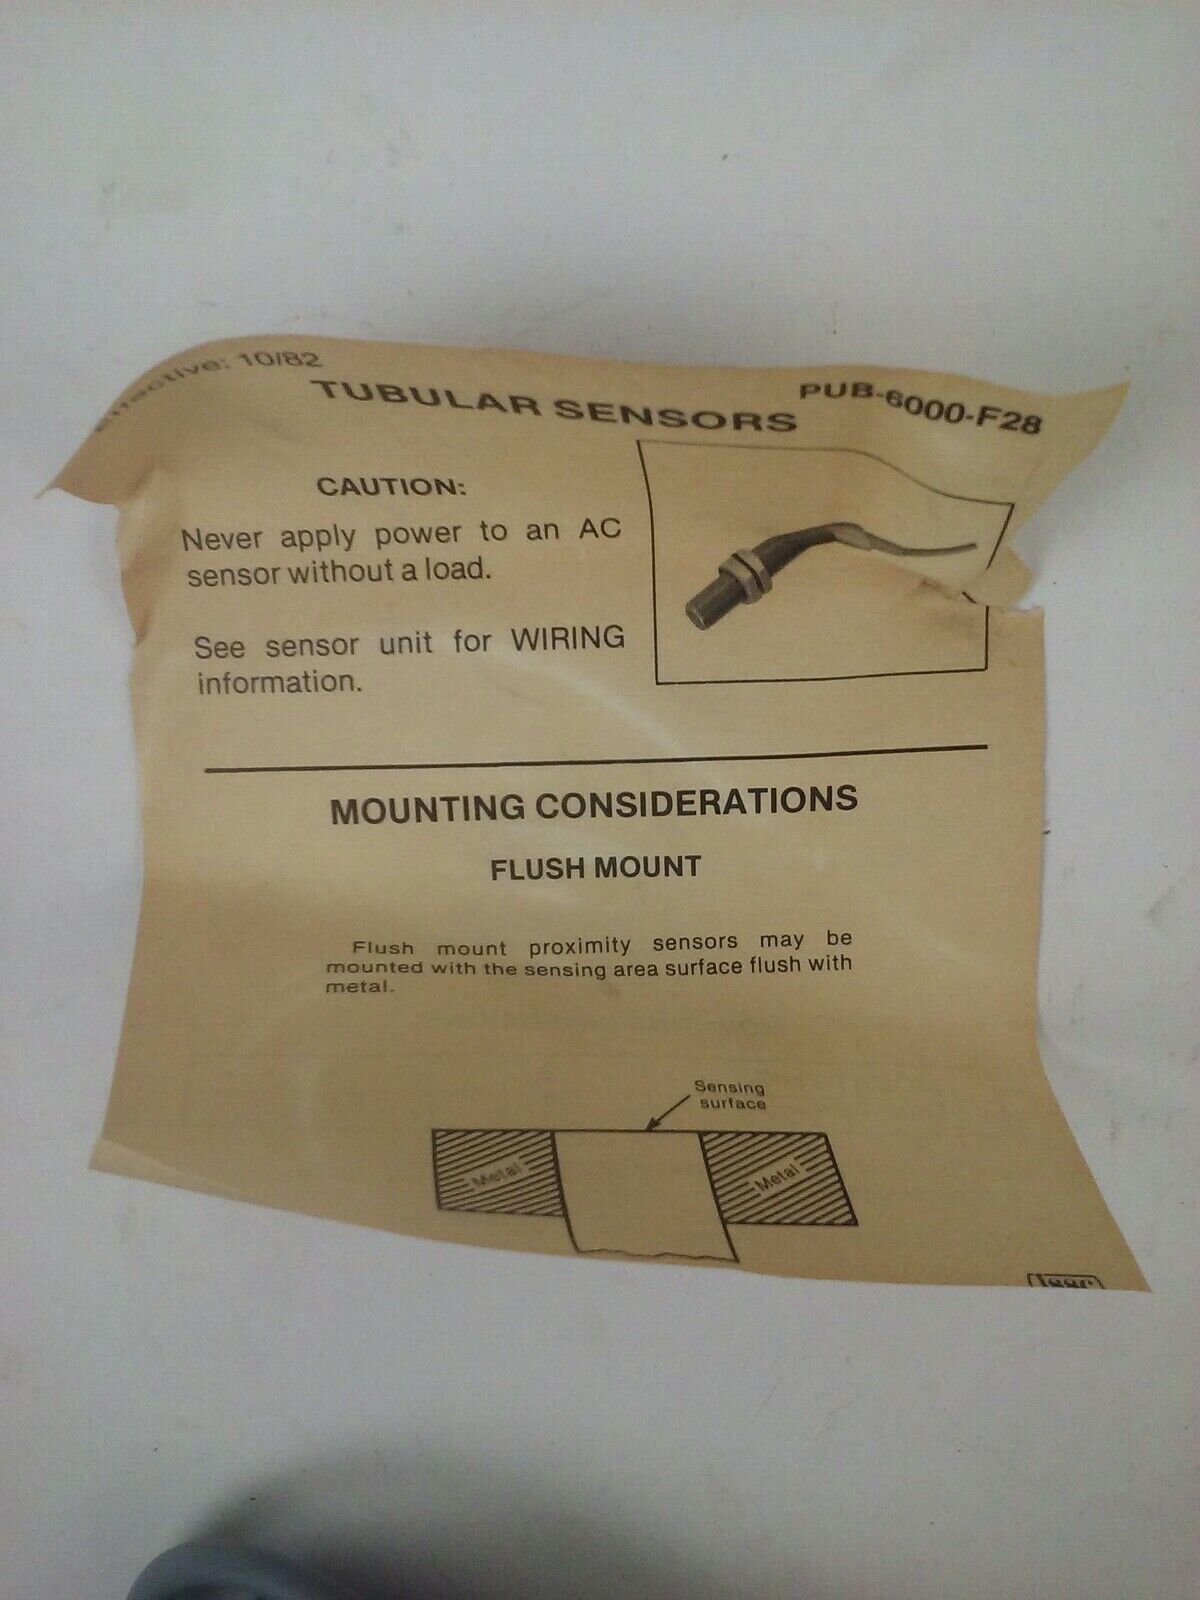 Effective: 10/82
TUBULAR SENSORS
PUB-6000-F28
CAUTION:
Never apply power to an AC
sensor without a load.
See sensor unit for WIRING
information.
MOUNTING CONSIDERATIONS
FLUSH MOUNT
Flush mount proximity sensors may be
mounted with the sensing area surface flush with
metal.
Sensing
surface
Metal
Metal